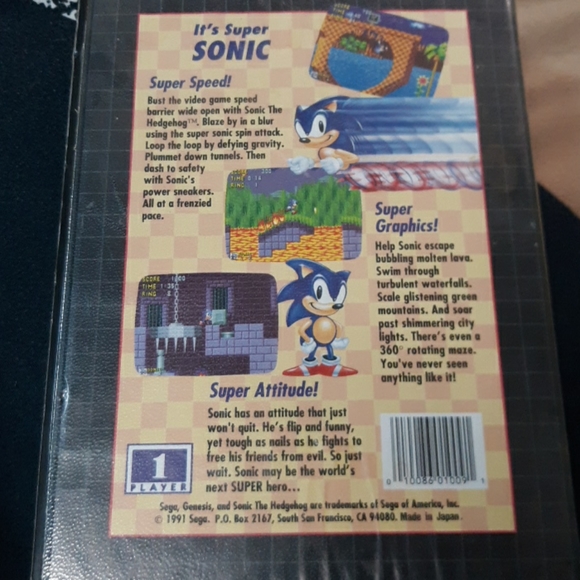 It's Super
SONIC
Super Speed!
Bust the video game speed
barrier wide open with Sonic The
Hedgehog™. Blaze by in a blur
using the super sonic spin attack.
Loop the loop by defying gravity.
Plummet down tunnels. Then
dash to safety
with Sonic's
power sneakers.
All at a frenzied
pace.
Super
Graphics!
Help Sonic escape
bubbling molten lava.
Swim through
turbulent waterfalls.
Scale glistening green
mountains. And soar
past shimmering city
lights. There's even a
360° rotating maze.
You've never seen
anything like it!
Super Attitude!
Sonic has an attitude that just
won't quit. He's flip and funny,
yet tough as nails as he fights to
free his friends from evil. So just
wait. Sonic may be the world's
next SUPER hero...
1
PLAYER
0 10086 01009 1
Sega, Genesis, and Sonic The Hedgehog are trademarks of Sega of America, Inc.
© 1991 Sega. P.O. Box 2167, South San Francisco, CA 94080. Made in Japan.